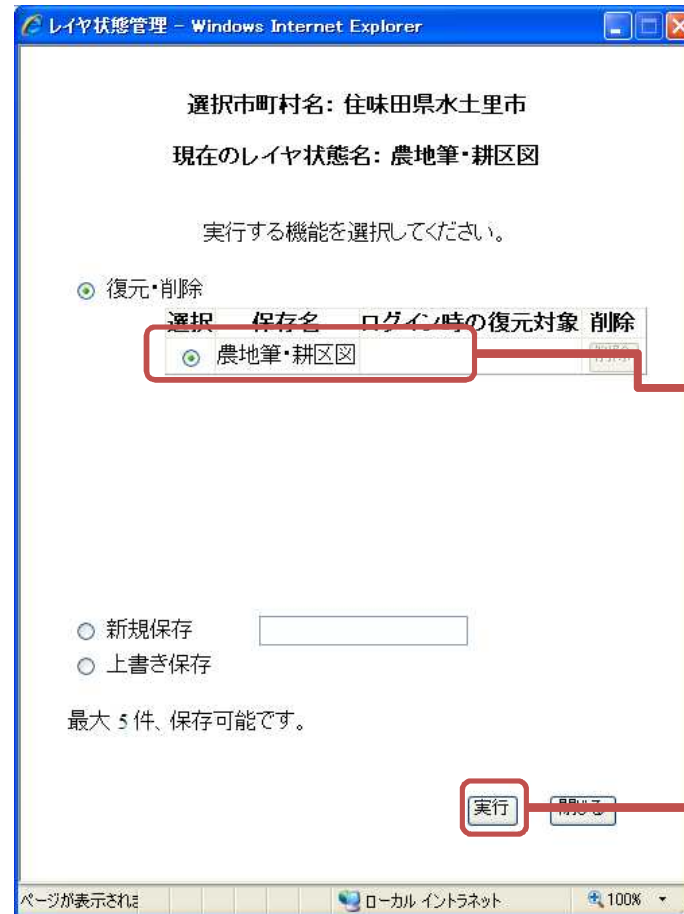 レイヤ状態管理 - Windows Internet Explorer
選択市町村名: 住味田県水土里市
現在のレイヤ状態名: 農地筆・耕区図
実行する機能を選択してください。
復元・削除
選択 保存名 ログイン時の復元対象 削除
農地筆・耕区図 削除
新規保存
上書き保存
最大 5 件、保存可能です。
実行 閉じる
ページが表示されま ローカル イントラネット 100%